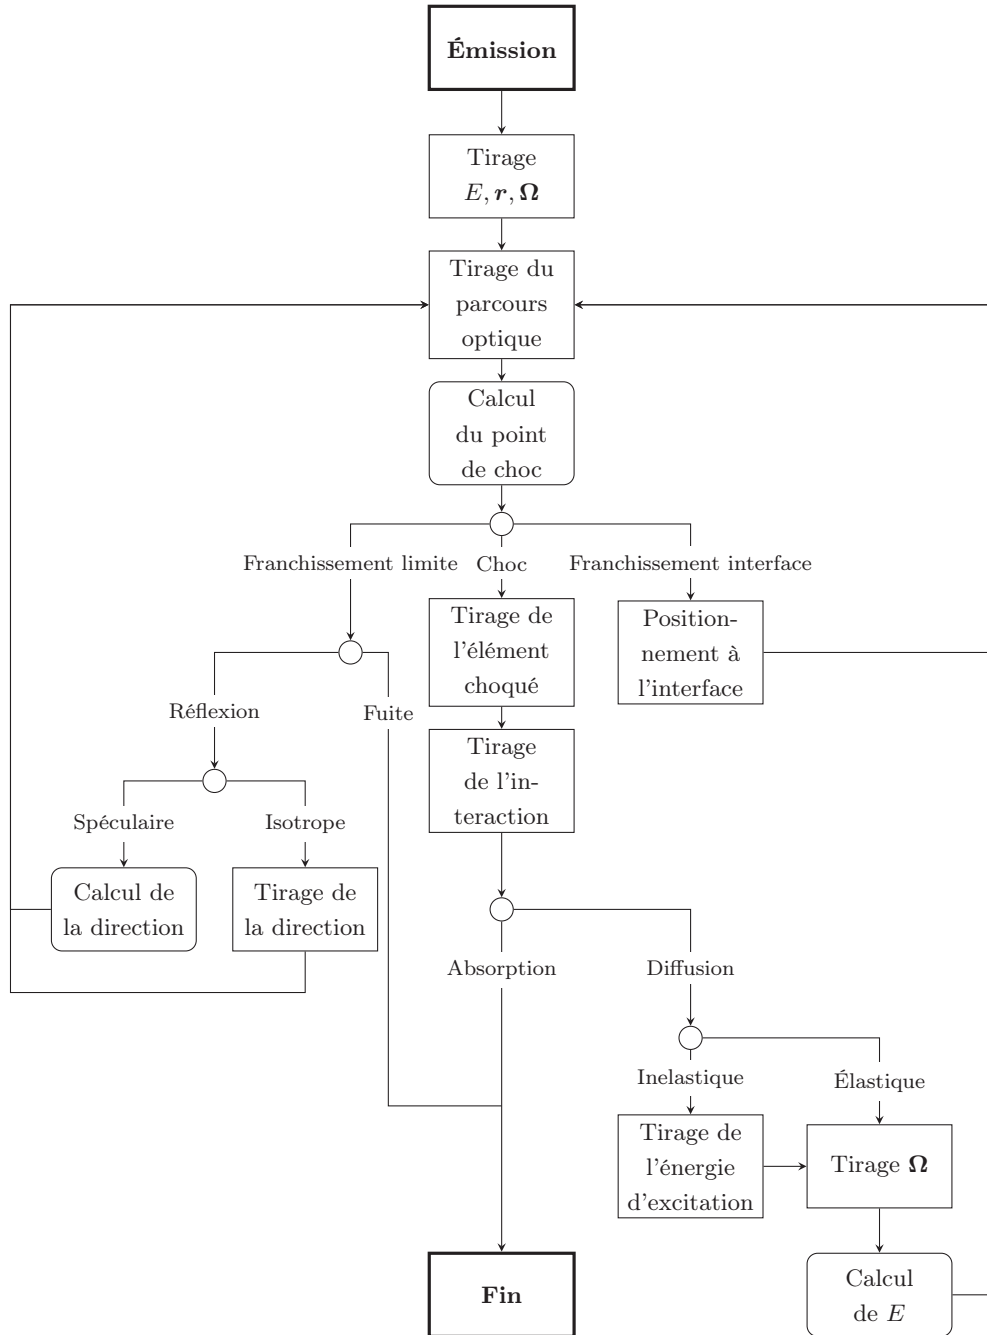 Émission
Tirage
E, r, Ω
Tirage du
parcours
optique
Calcul
du point
de choc
Franchissement limite
Choc
Franchissement interface
Tirage de
l'élément
choqué
Position-
nement à
l'interface
Réflexion
Fuite
Tirage
de l'in-
teraction
Spéculaire
Isotrope
Calcul de
la direction
Tirage de
la direction
Absorption
Diffusion
Inelastique
Élastique
Tirage de
l'énergie
d'excitation
Tirage Ω
Fin
Calcul
de E